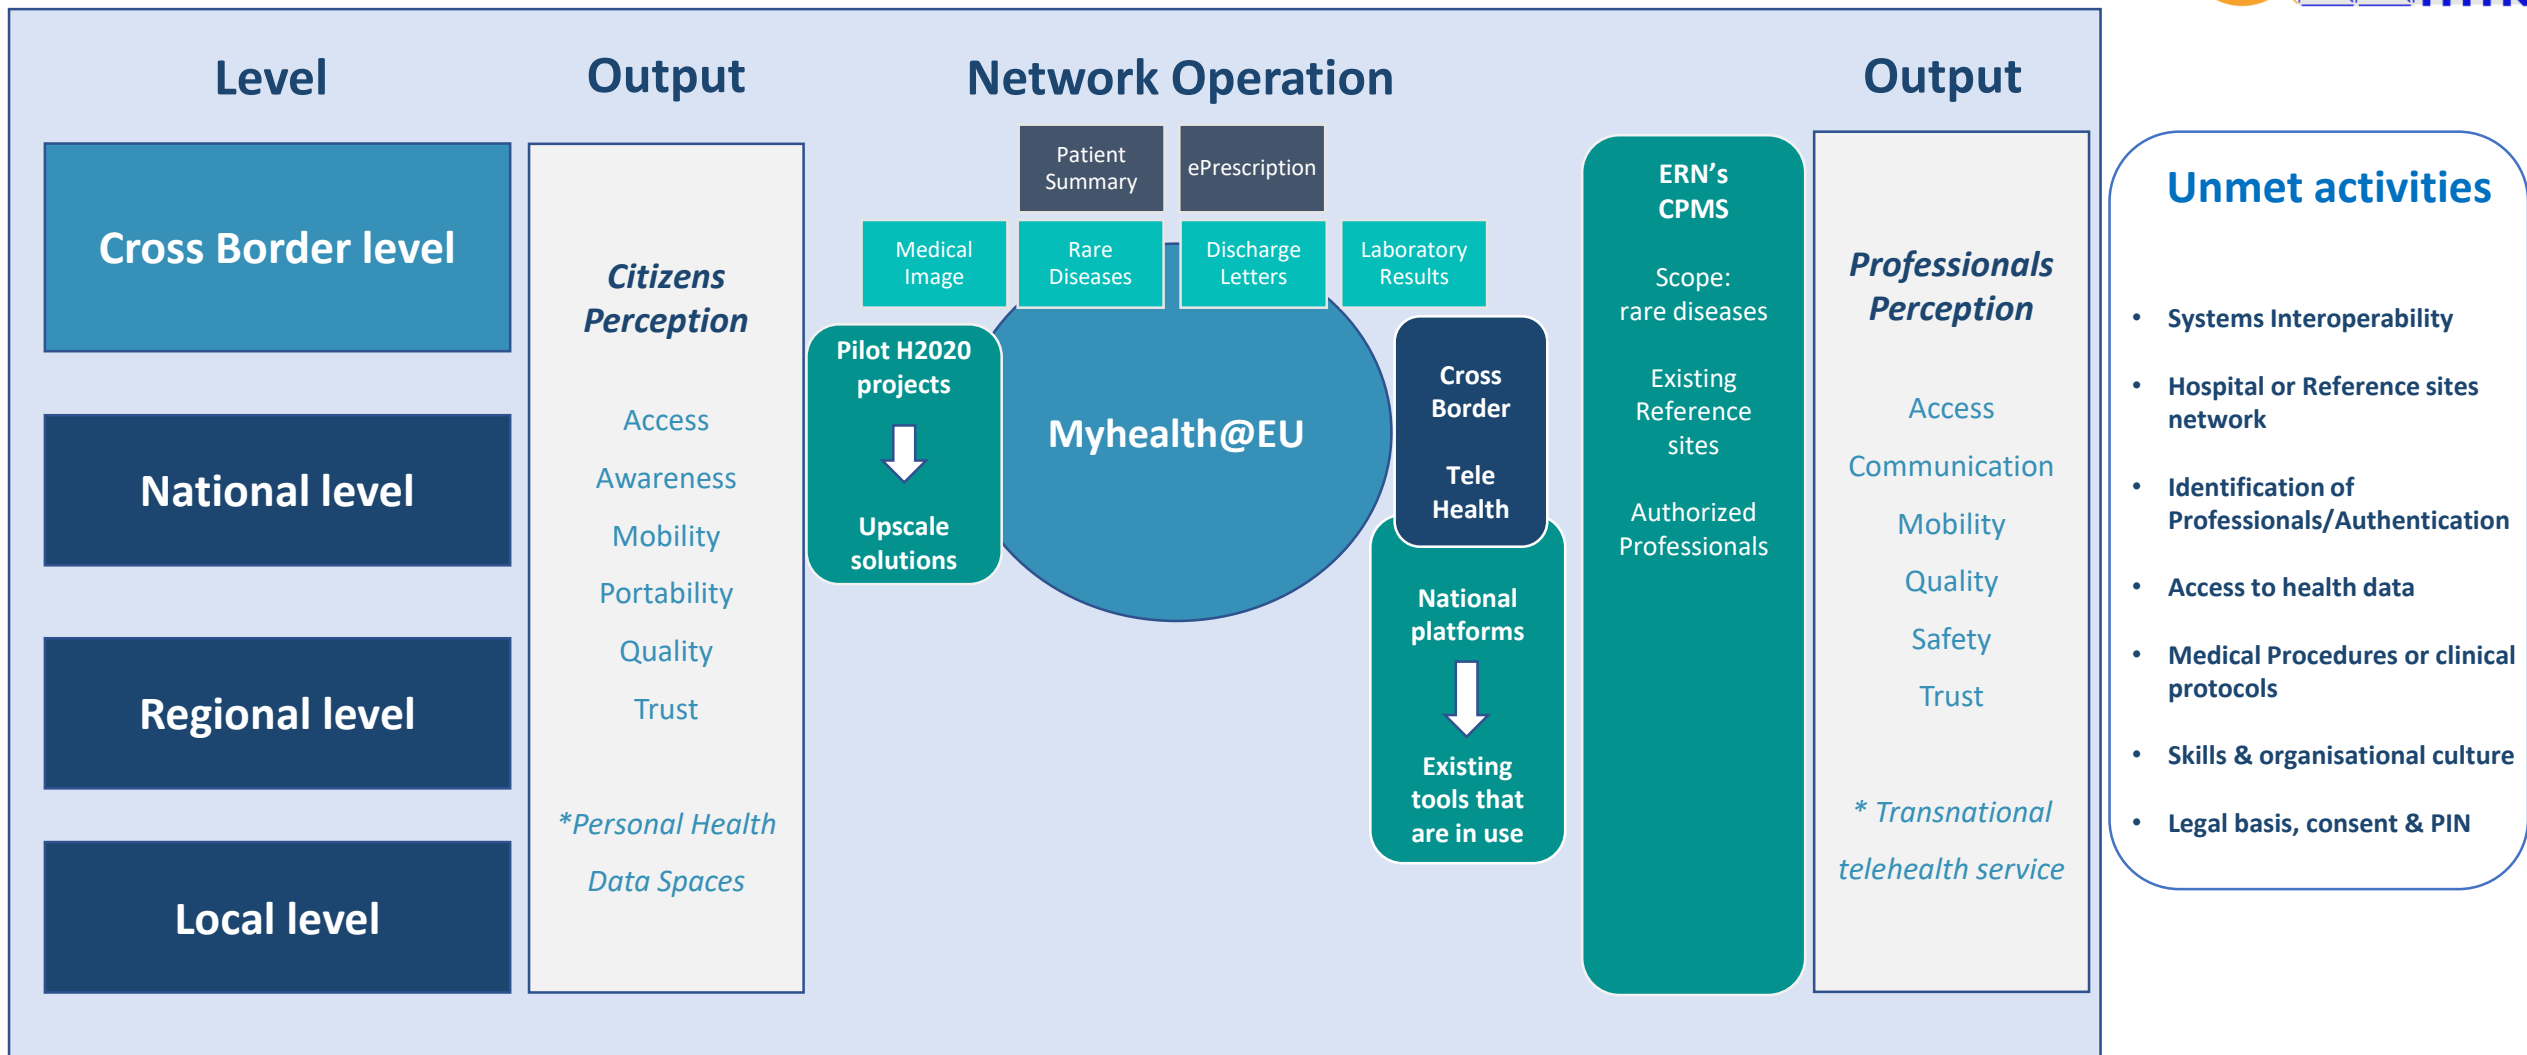 Level
Output
Network Operation
Output
Cross Border level
National level
Regional level
Local level
Citizens
Perception
Access
Awareness
Mobility
Portability
Quality
Trust
*Personal Health
Data Spaces
Patient
Summary
ePrescription
Medical
Image
Rare
Diseases
Discharge
Letters
Laboratory
Results
Pilot H2020
projects
Upscale
solutions
Myhealth@EU
Cross
Border
Tele
Health
National
platforms
Existing
tools that
are in use
ERN's
CPMS
Scope:
rare diseases
Existing
Reference
sites
Authorized
Professionals
Professionals
Perception
Access
Communication
Mobility
Quality
Safety
Trust
* Transnational
telehealth service
Unmet activities
• Systems Interoperability
• Hospital or Reference sites
network
• Identification of
Professionals/Authentication
• Access to health data
• Medical Procedures or clinical
protocols
• Skills & organisational culture
• Legal basis, consent & PIN